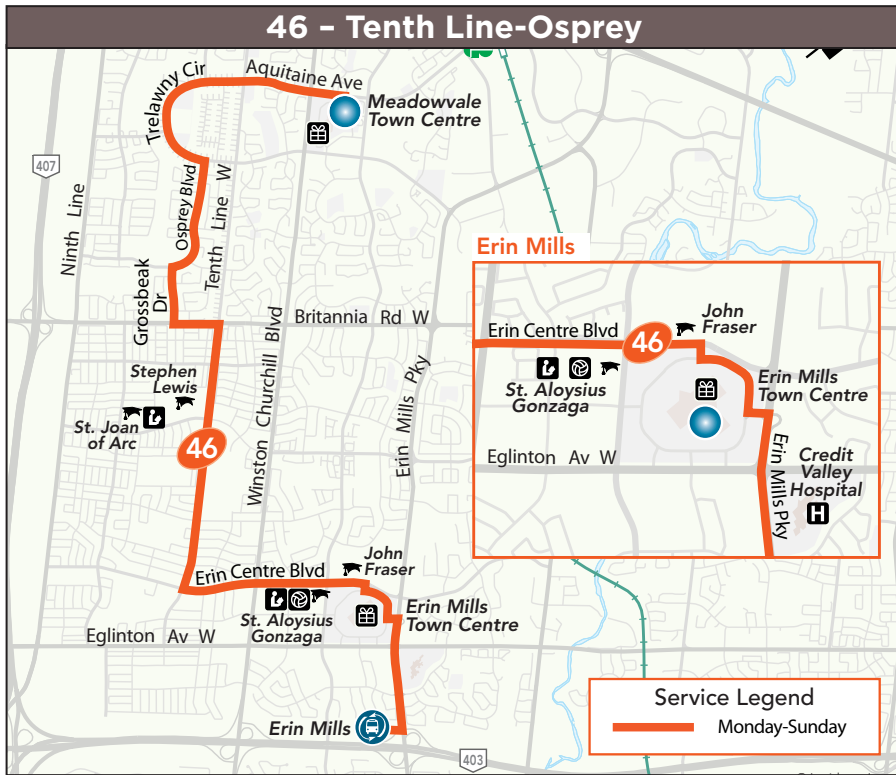 46 – Tenth Line-Osprey
Trelawny Cir
Aquitaine Ave
Meadowvale
Town Centre
407
Ninth Line
Osprey Blvd
Tenth Line W
Grossbeak
Dr
Winston Churchill Blvd
Britannia Rd W
Erin Mills Pky
Stephen
Lewis
St. Joan
of Arc
46
Erin Centre Blvd
John
Fraser
St. Aloysius
Gonzaga
Erin Mills
Town Centre
Eglinton Av W
Erin Mills
403
Erin Mills
Erin Centre Blvd
46
John
Fraser
St. Aloysius
Gonzaga
Erin Mills
Town Centre
Eglinton Av W
Erin Mills Pky
Credit
Valley
Hospital
H
Service Legend
Monday-Sunday